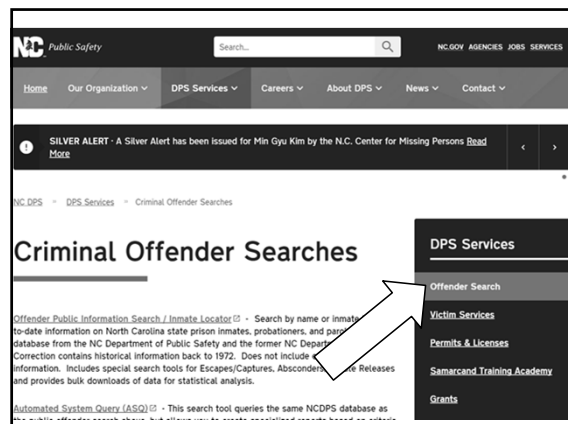 NC Public Safety
Search...
NC.GOV AGENCIES JOBS SERVICES
Home Our Organization DPS Services Careers About DPS News Contact
SILVER ALERT · A Silver Alert has been issued for Min Gyu Kim by the N.C. Center for Missing Persons Read
More
NC DPS DPS Services Criminal Offender Searches
Criminal Offender Searches
Offender Public Information Search / Inmate Locator - Search by name or inmate
to-date information on North Carolina state prison inmates, probationers, and
database from the NC Department of Public Safety and the former NC
Correction contains historical information back to 1972. Does not include
information. Includes special search tools for Escapes/Captures, Releases
and provides bulk downloads of data for statistical analysis.
Automated System Query (ASQ) - This search tool queries the same NCDPS database as
DPS Services
Offender Search
Victim Services
Permits & Licenses
Samarcand Training Academy
Grants